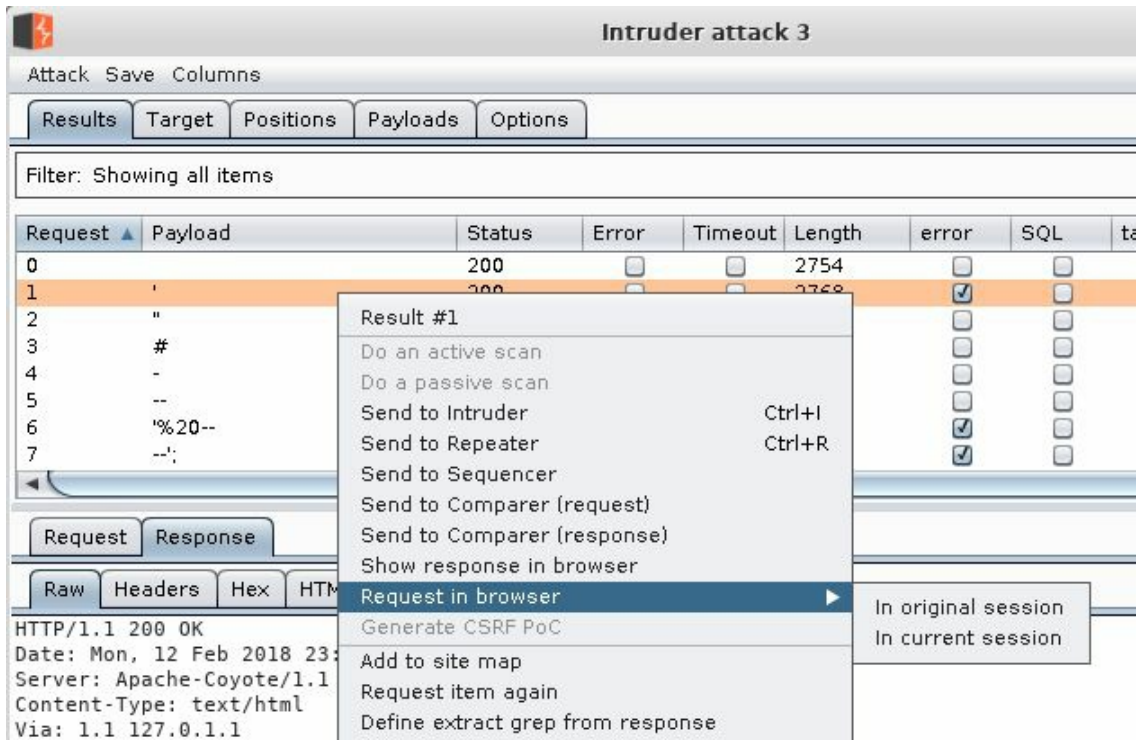 Intruder attack 3
Attack Save Columns
Results Target Positions Payloads Options
Filter: Showing all items
Request Payload Status Error Timeout Length error SQL
0 200 2754
1 ' 200 2768
2 "
3 #
4 -
5 --
6 '%20--
7 --';
Result #1
Do an active scan
Do a passive scan
Send to Intruder Ctrl+I
Send to Repeater Ctrl+R
Send to Sequencer
Send to Comparer (request)
Send to Comparer (response)
Show response in browser
Request in browser
In original session
In current session
Generate CSRF PoC
Add to site map
Request item again
Define extract grep from response
Request Response
Raw Headers Hex HTM
HTTP/1.1 200 OK
Date: Mon, 12 Feb 2018 23:
Server: Apache-Coyote/1.1
Content-Type: text/html
Via: 1.1 127.0.1.1